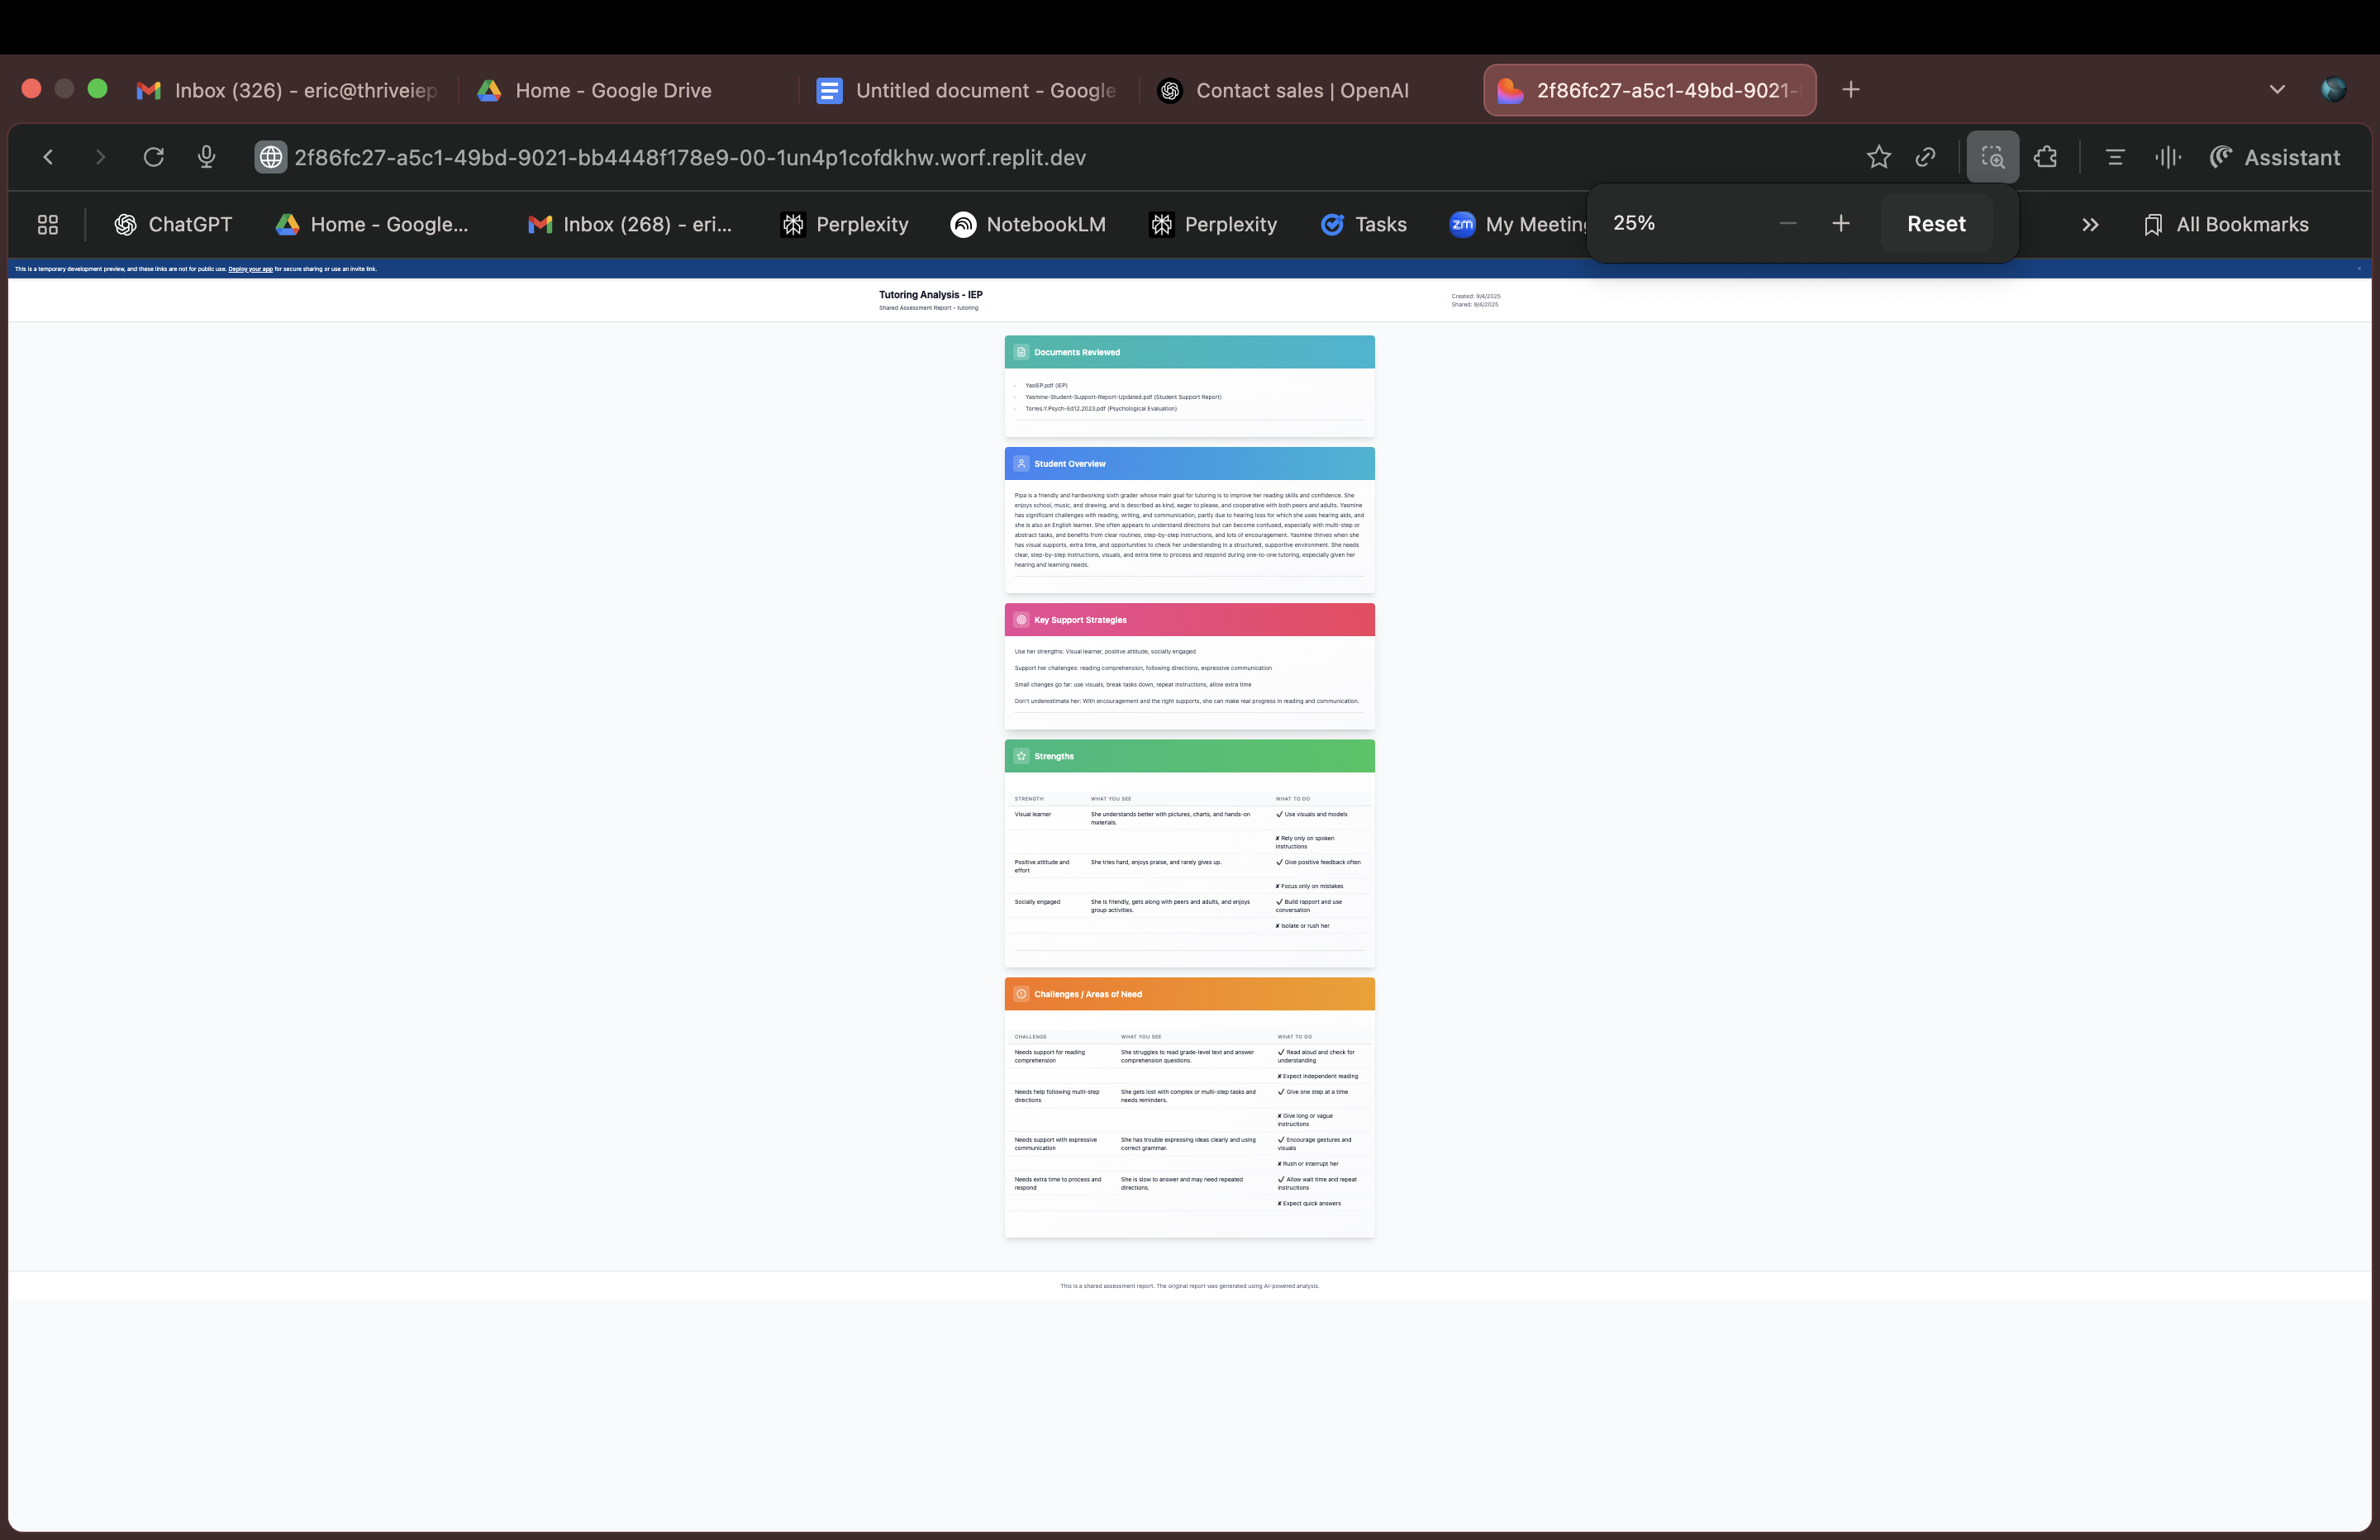 Inbox (326) - eric@thriveiep
Home - Google Drive
Untitled document - Google
Contact sales | OpenAI
2f86fc27-a5c1-49bd-9021-
2f86fc27-a5c1-49bd-9021-bb4448f178e9-00-1un4p1cofdkhw.worf.replit.dev
Assistant
ChatGPT
Home - Google...
Inbox (268) - eri...
Perplexity
NotebookLM
Perplexity
Tasks
zm My Meeting
25%
Reset
All Bookmarks
This is a temporary development preview, and these links are not for public use. Deploy your app for secure sharing or use an invite link.
Tutoring Analysis - IEP
Shared Assessment Report • tutoring
Created: 9/4/2025
Shared: 9/4/2025
Documents Reviewed
- YasIEP.pdf (IEP)
- Yasmine-Student-Support-Report-Updated.pdf (Student Support Report)
- Torres.Y.Psych-Ed12.2023.pdf (Psychological Evaluation)
Student Overview
Pipa is a friendly and hardworking sixth grader whose main goal for tutoring is to improve her reading skills and confidence. She
enjoys school, music, and drawing, and is described as kind, eager to please, and cooperative with both peers and adults. Yasmine
has significant challenges with reading, writing, and communication, partly due to hearing loss for which she uses hearing aids, and
she is also an English learner. She often appears to understand directions but can become confused, especially with multi-step or
abstract tasks, and benefits from clear routines, step-by-step instructions, and lots of encouragement. Yasmine thrives when she
has visual supports, extra time, and opportunities to check her understanding in a structured, supportive environment. She needs
clear, step-by-step instructions, visuals, and extra time to process and respond during one-to-one tutoring, especially given her
hearing and learning needs.
Key Support Strategies
Use her strengths: Visual learner, positive attitude, socially engaged
Support her challenges: reading comprehension, following directions, expressive communication
Small changes go far: use visuals, break tasks down, repeat instructions, allow extra time
Don't underestimate her: With encouragement and the right supports, she can make real progress in reading and communication.
Strengths
STRENGTH WHAT YOU SEE WHAT TO DO
Visual learner She understands better with pictures, charts, and hands-on ✓ Use visuals and models
materials.
✘ Rely only on spoken
instructions
Positive attitude and She tries hard, enjoys praise, and rarely gives up. ✓ Give positive feedback often
effort
✘ Focus only on mistakes
Socially engaged She is friendly, gets along with peers and adults, and enjoys ✓ Build rapport and use
group activities. conversation
✘ Isolate or rush her
Challenges / Areas of Need
CHALLENGE WHAT YOU SEE WHAT TO DO
Needs support for reading She struggles to read grade-level text and answer ✓ Read aloud and check for
comprehension comprehension questions. understanding
✘ Expect independent reading
Needs help following multi-step She gets lost with complex or multi-step tasks and ✓ Give one step at a time
directions needs reminders.
✘ Give long or vague
instructions
Needs support with expressive She has trouble expressing ideas clearly and using ✓ Encourage gestures and
communication correct grammar. visuals
✘ Rush or interrupt her
Needs extra time to process and She is slow to answer and may need repeated ✓ Allow wait time and repeat
respond directions. instructions
✘ Expect quick answers
This is a shared assessment report. The original report was generated using AI-powered analysis.